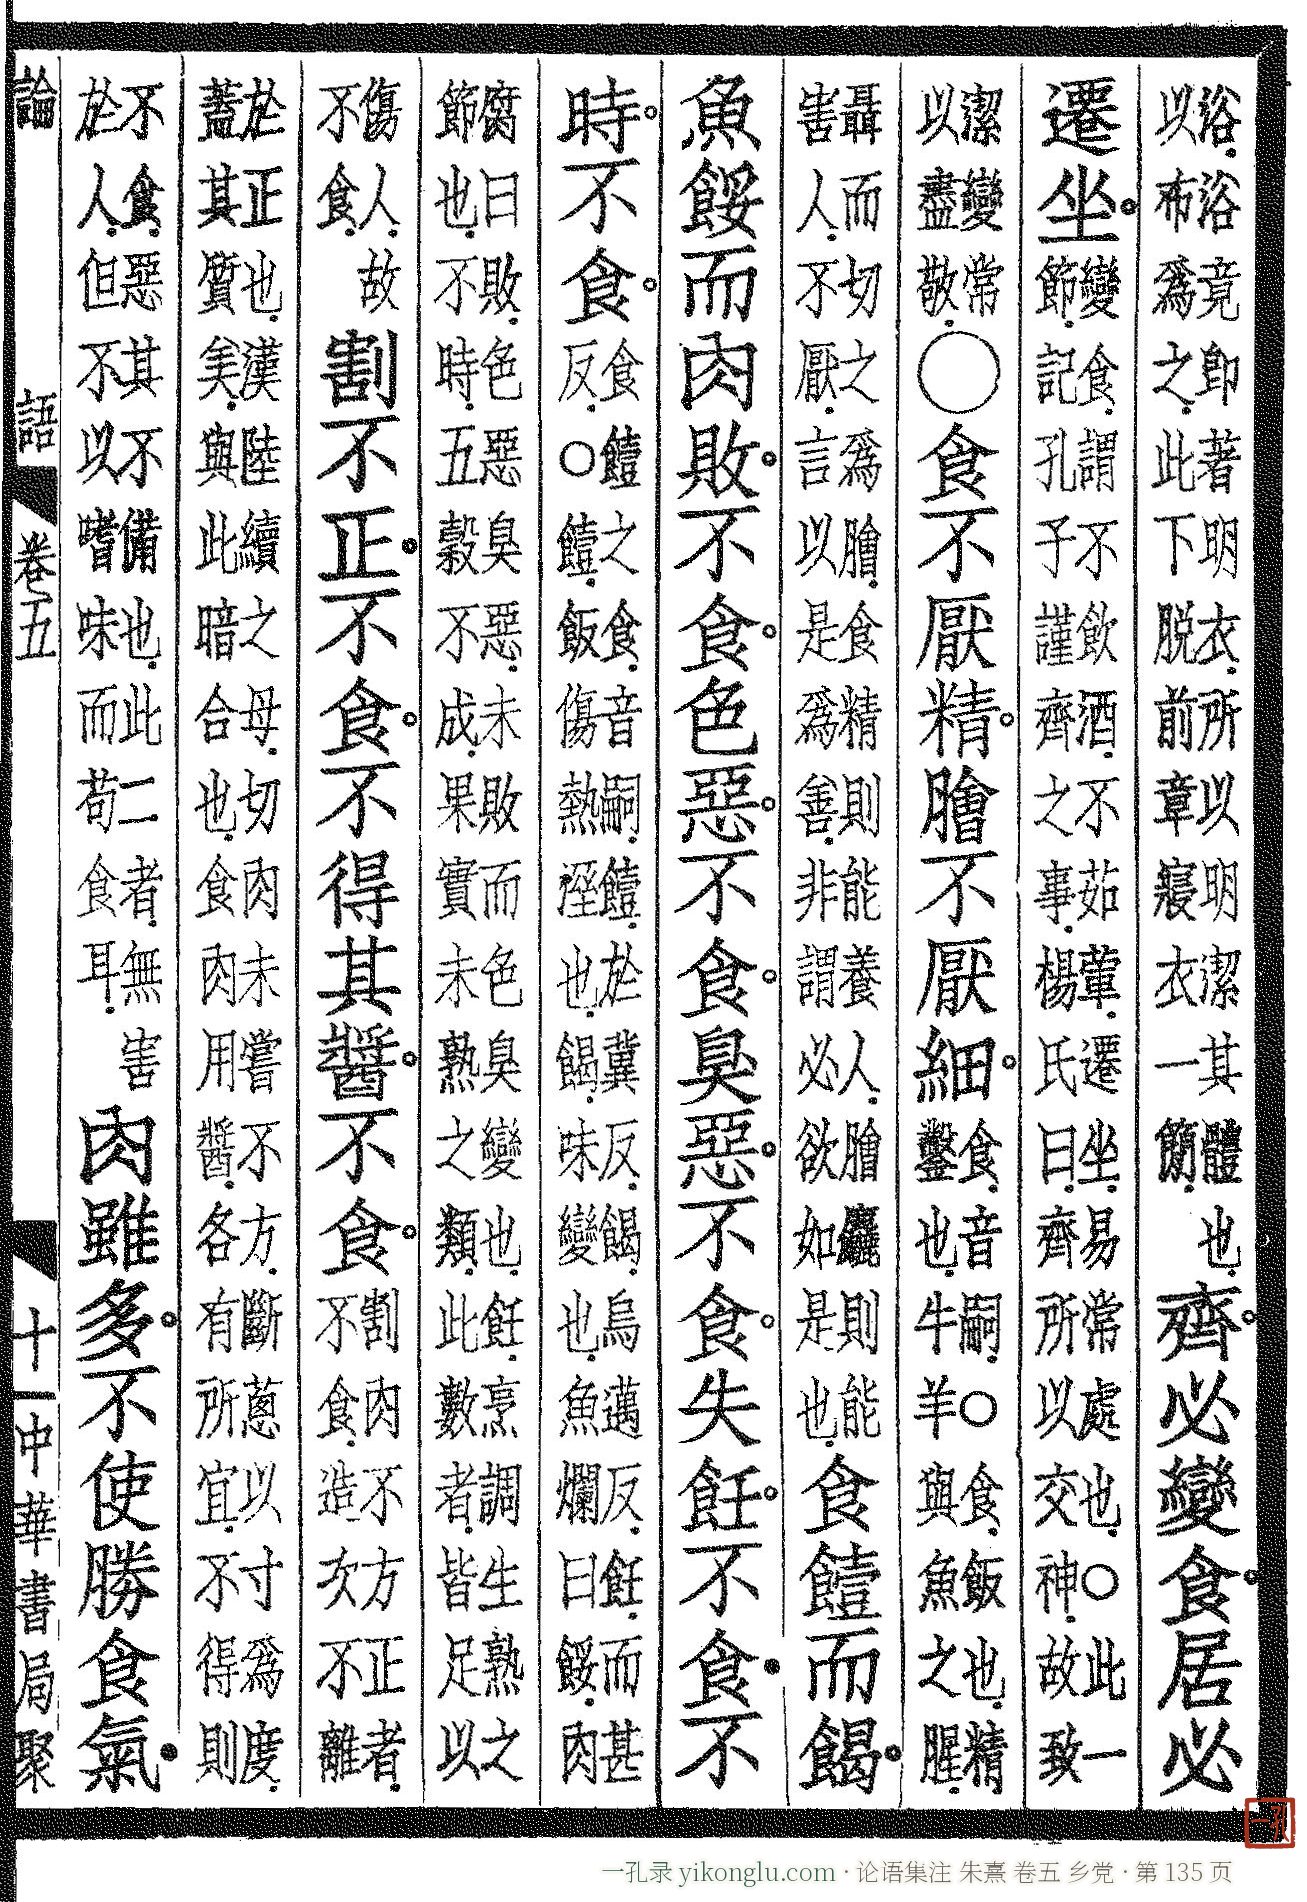 浴。浴竟即著明衣。所以明潔其體也。
以布爲之。此下脫前章寢衣一簡。
齊必變食。居必
遷坐。
變食。謂不飲酒。不茹葷。遷坐。易常處也。○此一
節。記孔子謹齊之事。楊氏曰。齊所以交神。故致
潔變常
以盡敬。
○食不厭精。膾不厭細。
食。音嗣。○食。飯也。精。
鑿也。牛羊與魚之腥。
聶而切之爲膾。食精則能養人。膾麤則能
害人。不厭。言以是爲善。非謂必欲如是也。
食饐而餲。
魚餒而肉敗。不食。色惡。不食。臭惡。不食。失飪。不食。不
時。不食。
食饐之食。音嗣。饐。於冀反。餲。烏邁反。飪。而甚
反。○饐。飯傷熱溼也。餲。味變也。魚爛曰餒。肉
腐曰敗。色惡臭惡。未敗而色臭變也。飪。烹調生熟之
節也。不時。五穀不成。果實未熟之類。此數者。皆足以
傷人。故
不食。
割不正。不食。不得其醬。不食。
割肉不方正者。
不食。造次不離
於正也。漢陸續之母。切肉未嘗不方。斷蔥以寸爲度。
蓋其質美。與此暗合也。食肉用醬。各有所宜。不得則
不食。惡其不備也。此二者。無害
於人。但不以嗜味而苟食耳。
肉雖多。不使勝食氣。
論語 卷五 十一 中華書局聚
一孔
一孔录 yikonglu.com · 论语集注 朱熹 卷五 乡党 · 第 135 页